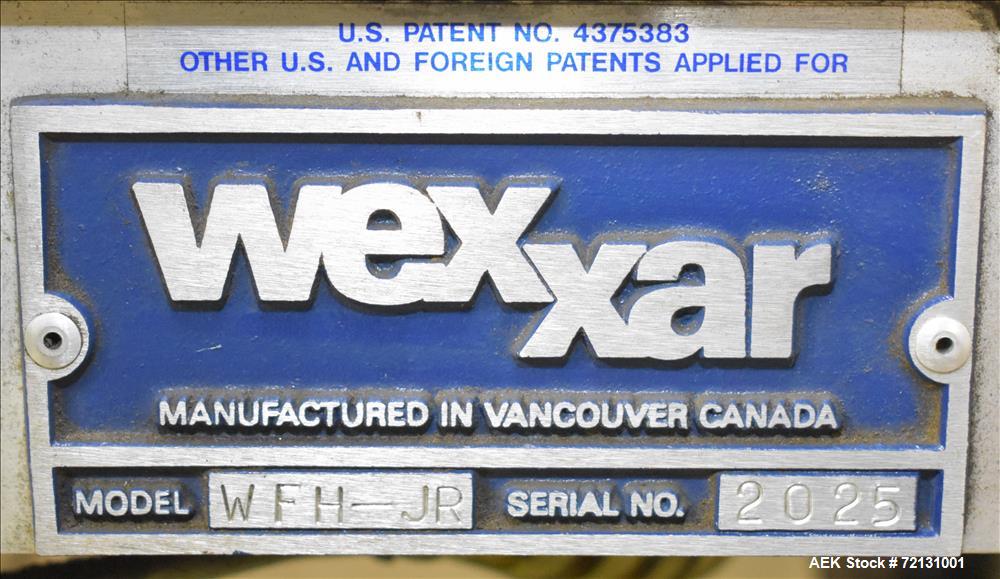 U.S. PATENT NO. 4375383
OTHER U.S. AND FOREIGN PATENTS APPLIED FOR
wexxar
MANUFACTURED IN VANCOUVER CANADA
MODEL WFH-JR SERIAL NO. 2025
AEK Stock # 72131001